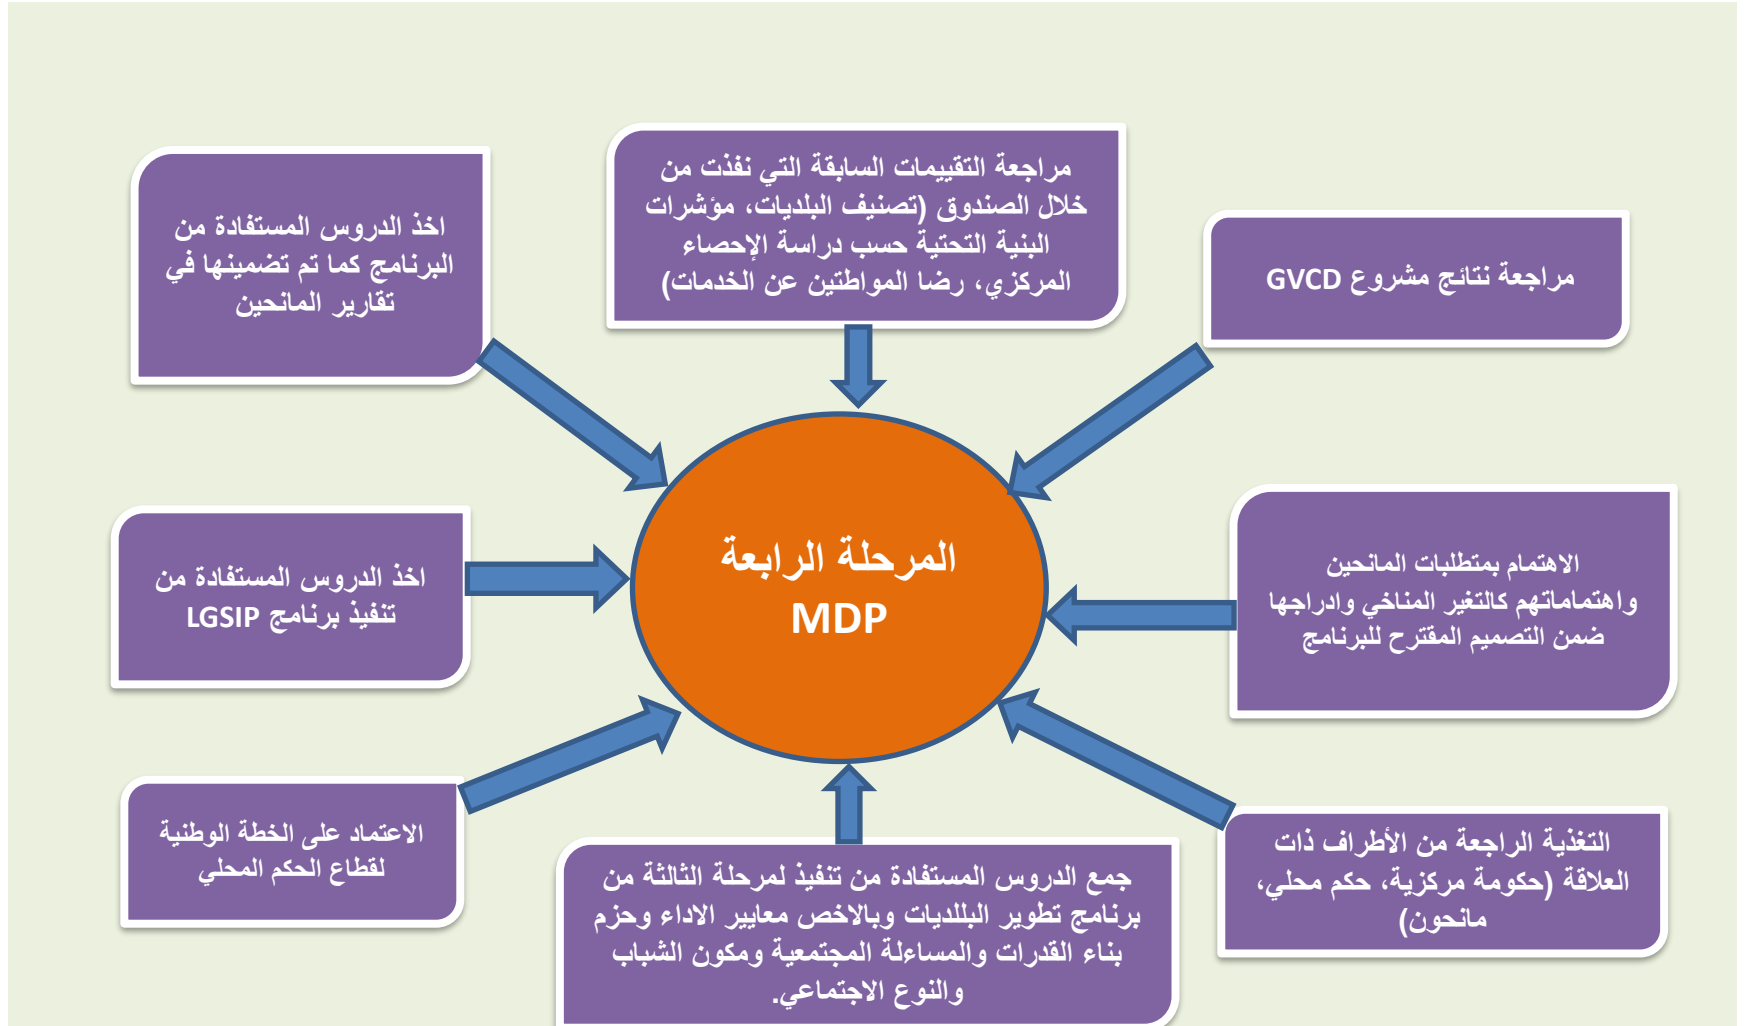 مراجعة التقييمات السابقة التي نفذت من
خلال الصندوق (تصنيف البلديات، مؤشرات
البنية التحتية حسب دراسة الإحصاء
المركزي، رضا المواطتين عن الخدمات)
مراجعة نتائج مشروع GVCD
الاهتمام بمتطلبات المانحين
واهتماماتهم كالتغير المناخي وادراجها
ضمن التصميم المقترح للبرنامج
التغذية الراجعة من الأطراف ذات
العلاقة (حكومة مركزية، حكم محلي،
مانحون)
جمع الدروس المستفادة من تنفيذ لمرحلة الثالثة من
برنامج تطوير البللديات وبالاخص معايير الاداء وحزم
بناء القدرات والمساءلة المجتمعية ومكون الشباب
والنوع الاجتماعي.
الاعتماد على الخطة الوطنية
لقطاع الحكم المحلي
اخذ الدروس المستفادة من
تنفيذ برنامج LGSIP
اخذ الدروس المستفادة من
البرنامج كما تم تضمينها في
تقارير المانحين
المرحلة الرابعة
MDP